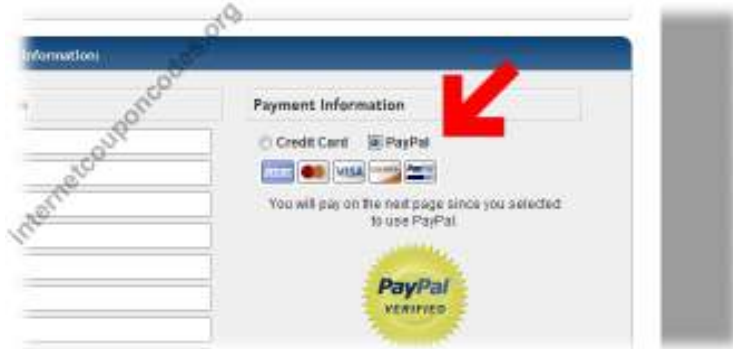 internetcouponcodes.org
Information:
Payment Information
Credit Card PayPal
VISA
You will pay on the next page since you selected
to use PayPal
PayPal
VERIFIED